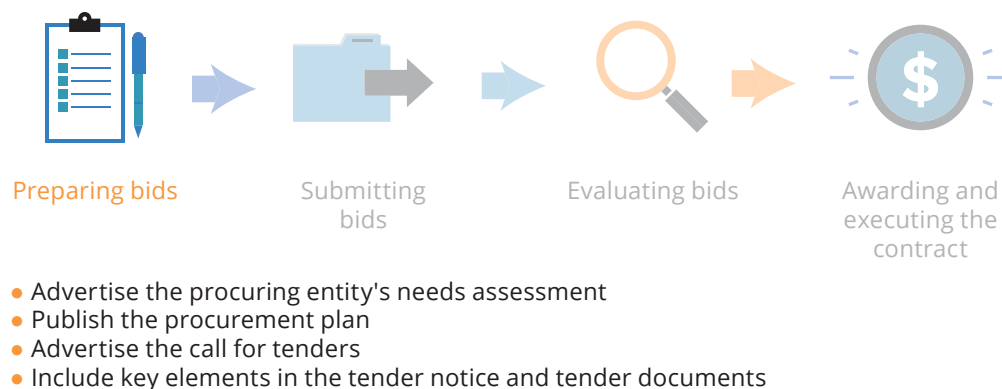 $
Preparing bids
Submitting
bids
Evaluating bids
Awarding and
executing the
contract
• Advertise the procuring entity's needs assessment
• Publish the procurement plan
• Advertise the call for tenders
• Include key elements in the tender notice and tender documents